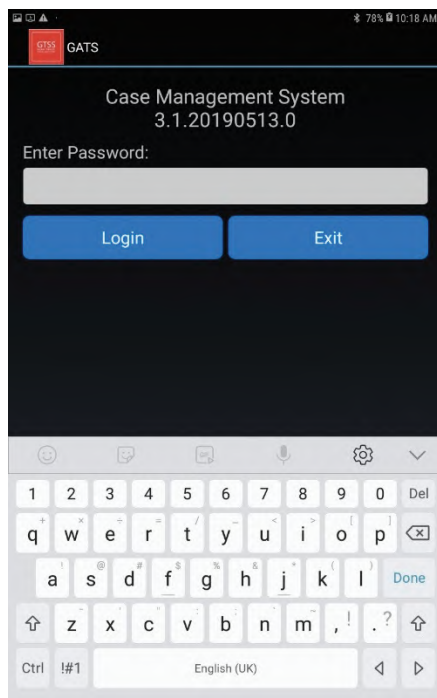 78% 10:18 AM
GTSS GATS
Case Management System
3.1.20190513.0
Enter Password:
Login Exit
1 2 3 4 5 6 7 8 9 0 Del
q w e r t y u i o p
a s d f g h j k l Done
z x c v b n m , ! . ?
Ctrl !#1 English (UK)